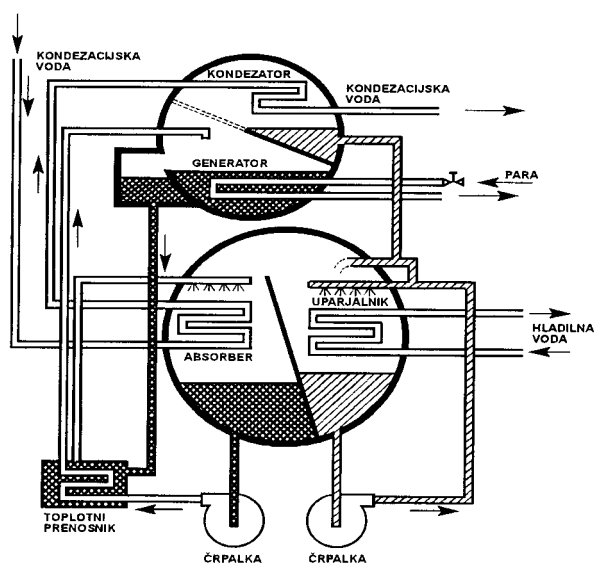 KONDEZACIJSKA
VODA
KONDEZATOR
KONDEZACIJSKA
VODA
GENERATOR
PARA
UPARJALNIK
HLADILNA
VODA
ABSORBER
TOPLOTNI
PRENOSNIK
ČRPALKA
ČRPALKA